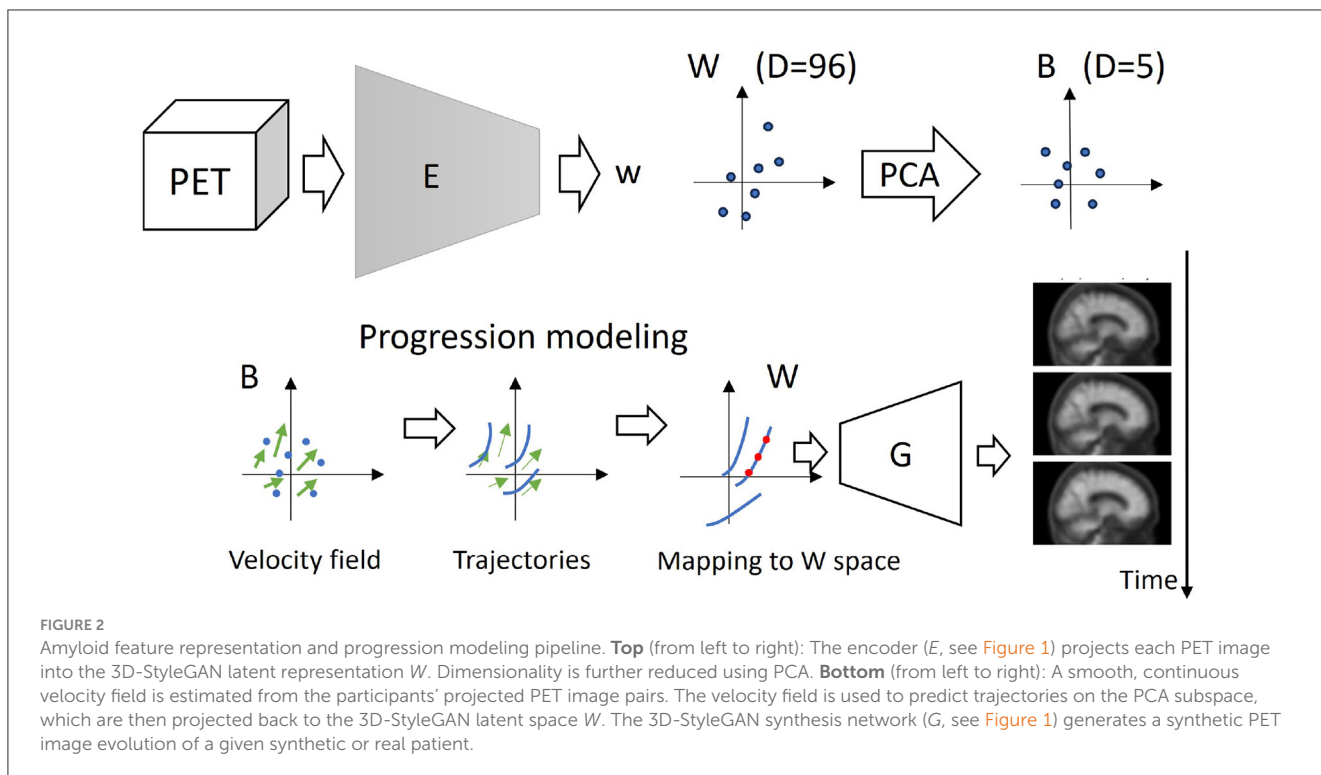 W (D=96)
B (D=5)
PET
E
w
PCA
Progression modeling
B
W
G
Velocity field
Trajectories
Mapping to W space
Time
FIGURE 2
Amyloid feature representation and progression modeling pipeline. Top (from left to right): The encoder (E, see Figure 1) projects each PET image
into the 3D-StyleGAN latent representation W. Dimensionality is further reduced using PCA. Bottom (from left to right): A smooth, continuous
velocity field is estimated from the participants' projected PET image pairs. The velocity field is used to predict trajectories on the PCA subspace,
which are then projected back to the 3D-StyleGAN latent space W. The 3D-StyleGAN synthesis network (G, see Figure 1) generates a synthetic PET
image evolution of a given synthetic or real patient.